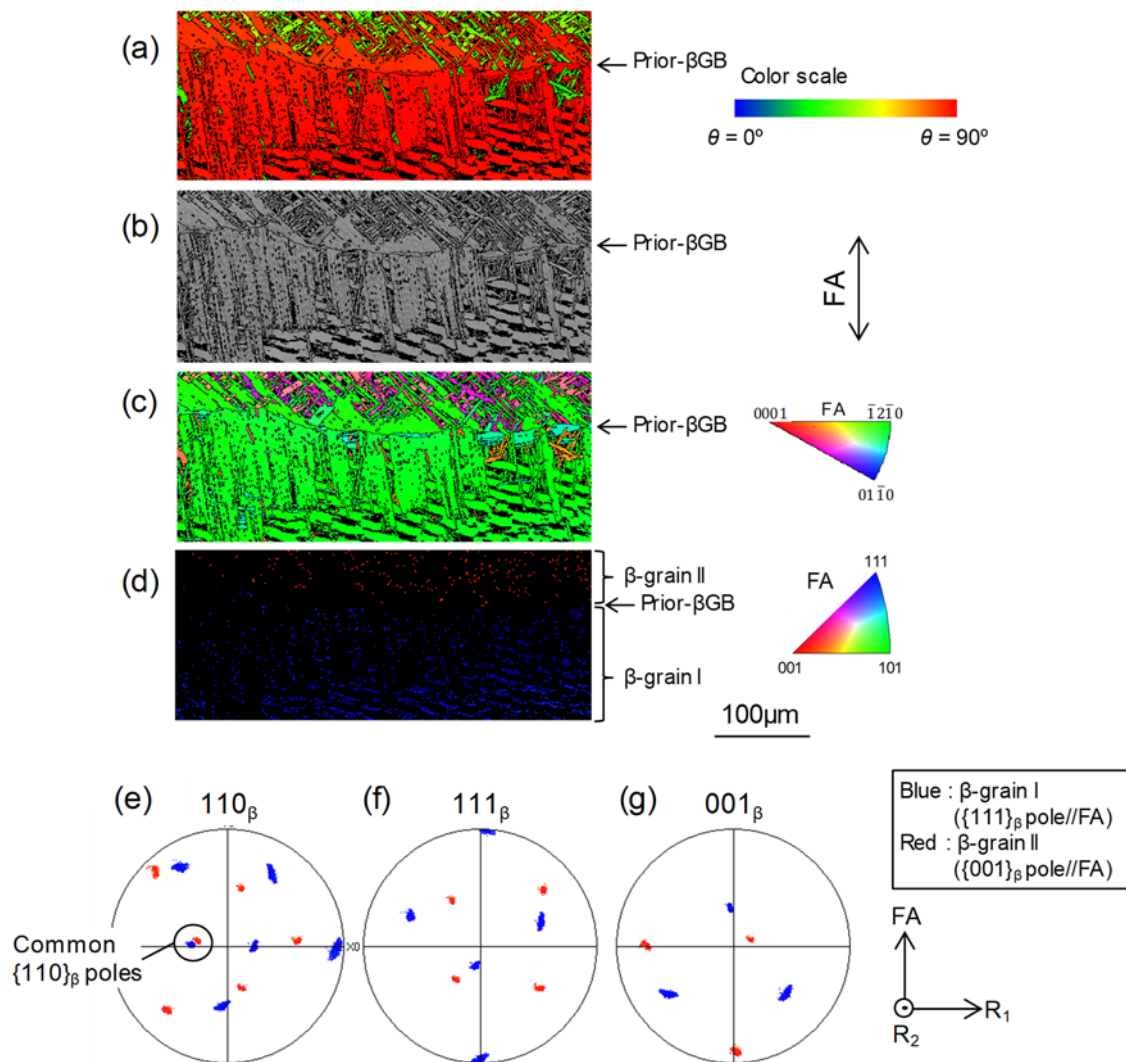 (a)
Prior-βGB
Color scale
θ = 0º
θ = 90º
(b)
Prior-βGB
FA
(c)
Prior-βGB
0001
FA
1̅21̅0
011̅0
(d)
β-grain II
Prior-βGB
β-grain I
FA
111
001
101
100µm
(e)
110β
(f)
111β
(g)
001β
Common
{110}β poles
X0
Blue : β-grain I
({111}β pole//FA)
Red : β-grain II
({001}β pole//FA)
FA
R₂
R₁